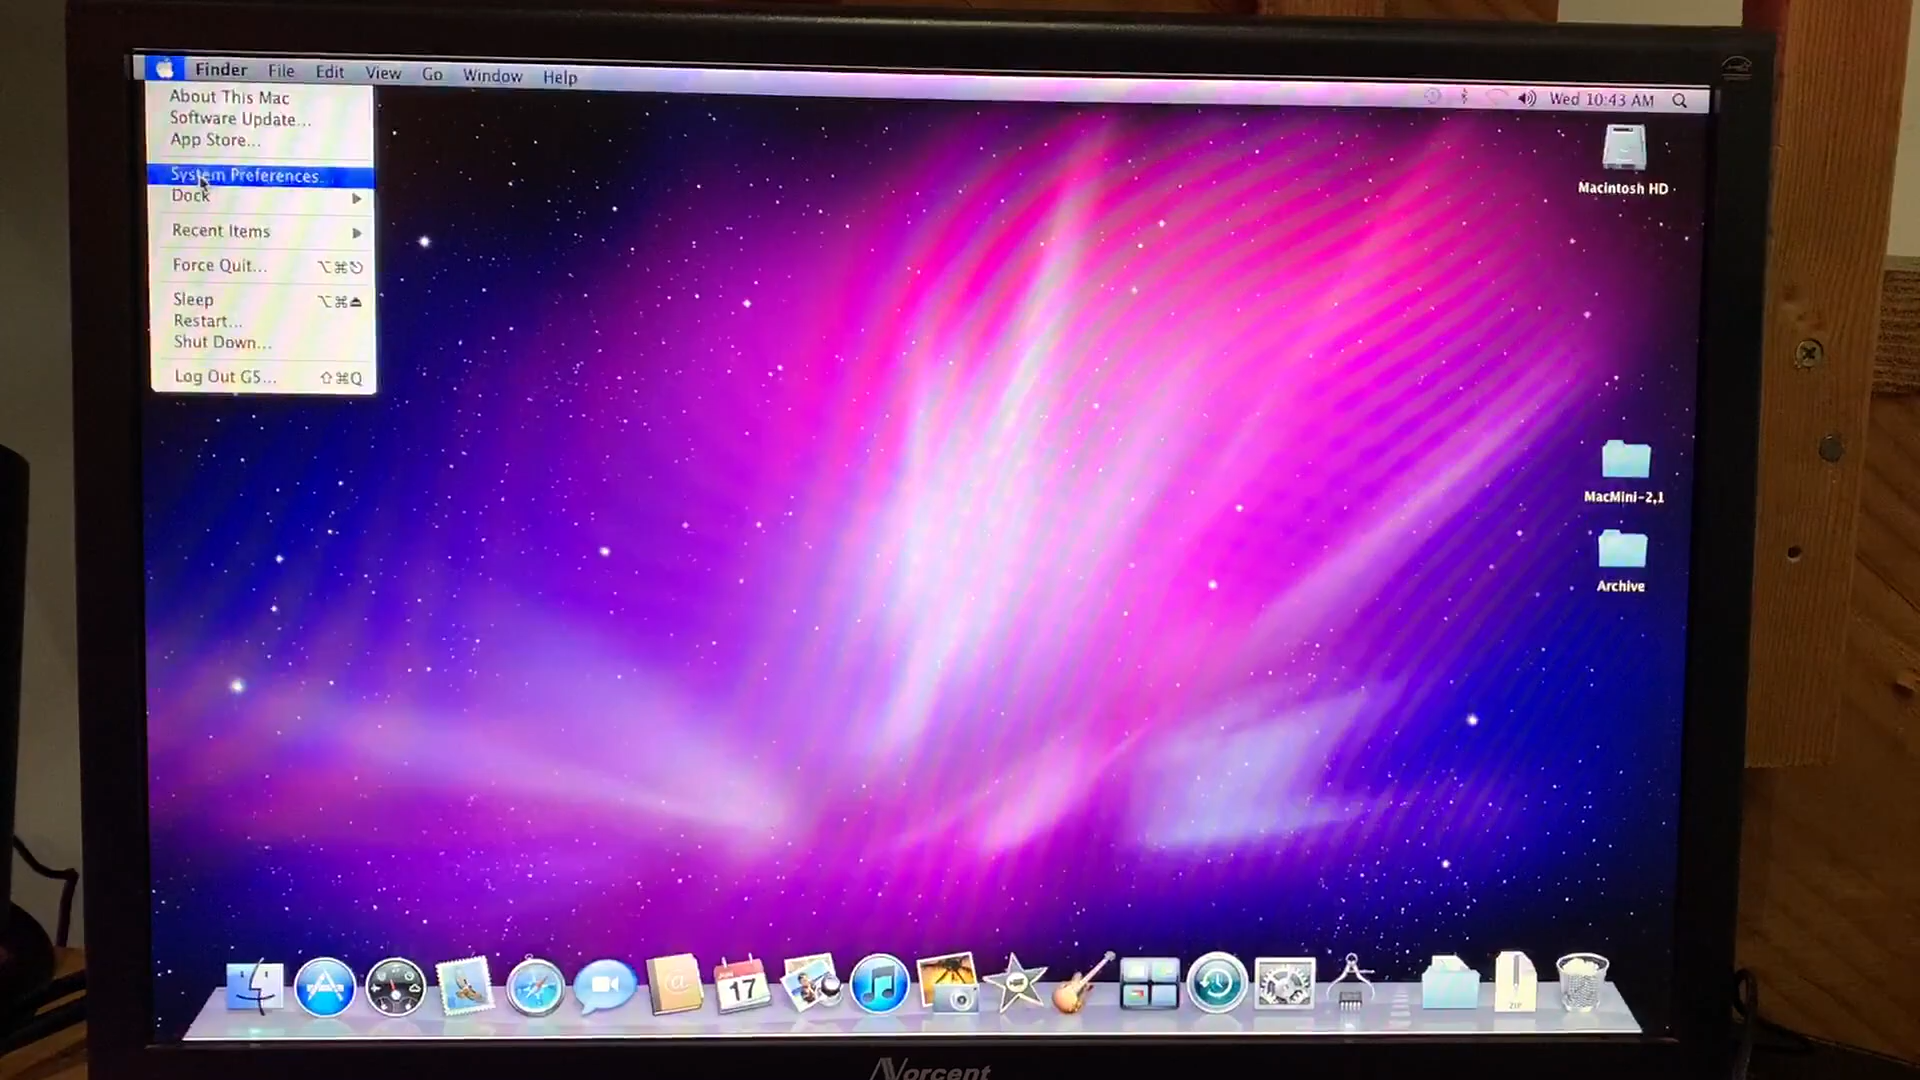 Finder File Edit View Go Window Help
Wed 10:43 AM
About This Mac
Software Update...
App Store...
System Preferences...
Dock
Recent Items
Force Quit... ⌥⌘⎋
Sleep ⌥⌘⏏
Restart...
Shut Down...
Log Out G5... ⇧⌘Q
Macintosh HD
MacMini-2,1
Archive
17
ZIP
Norcent